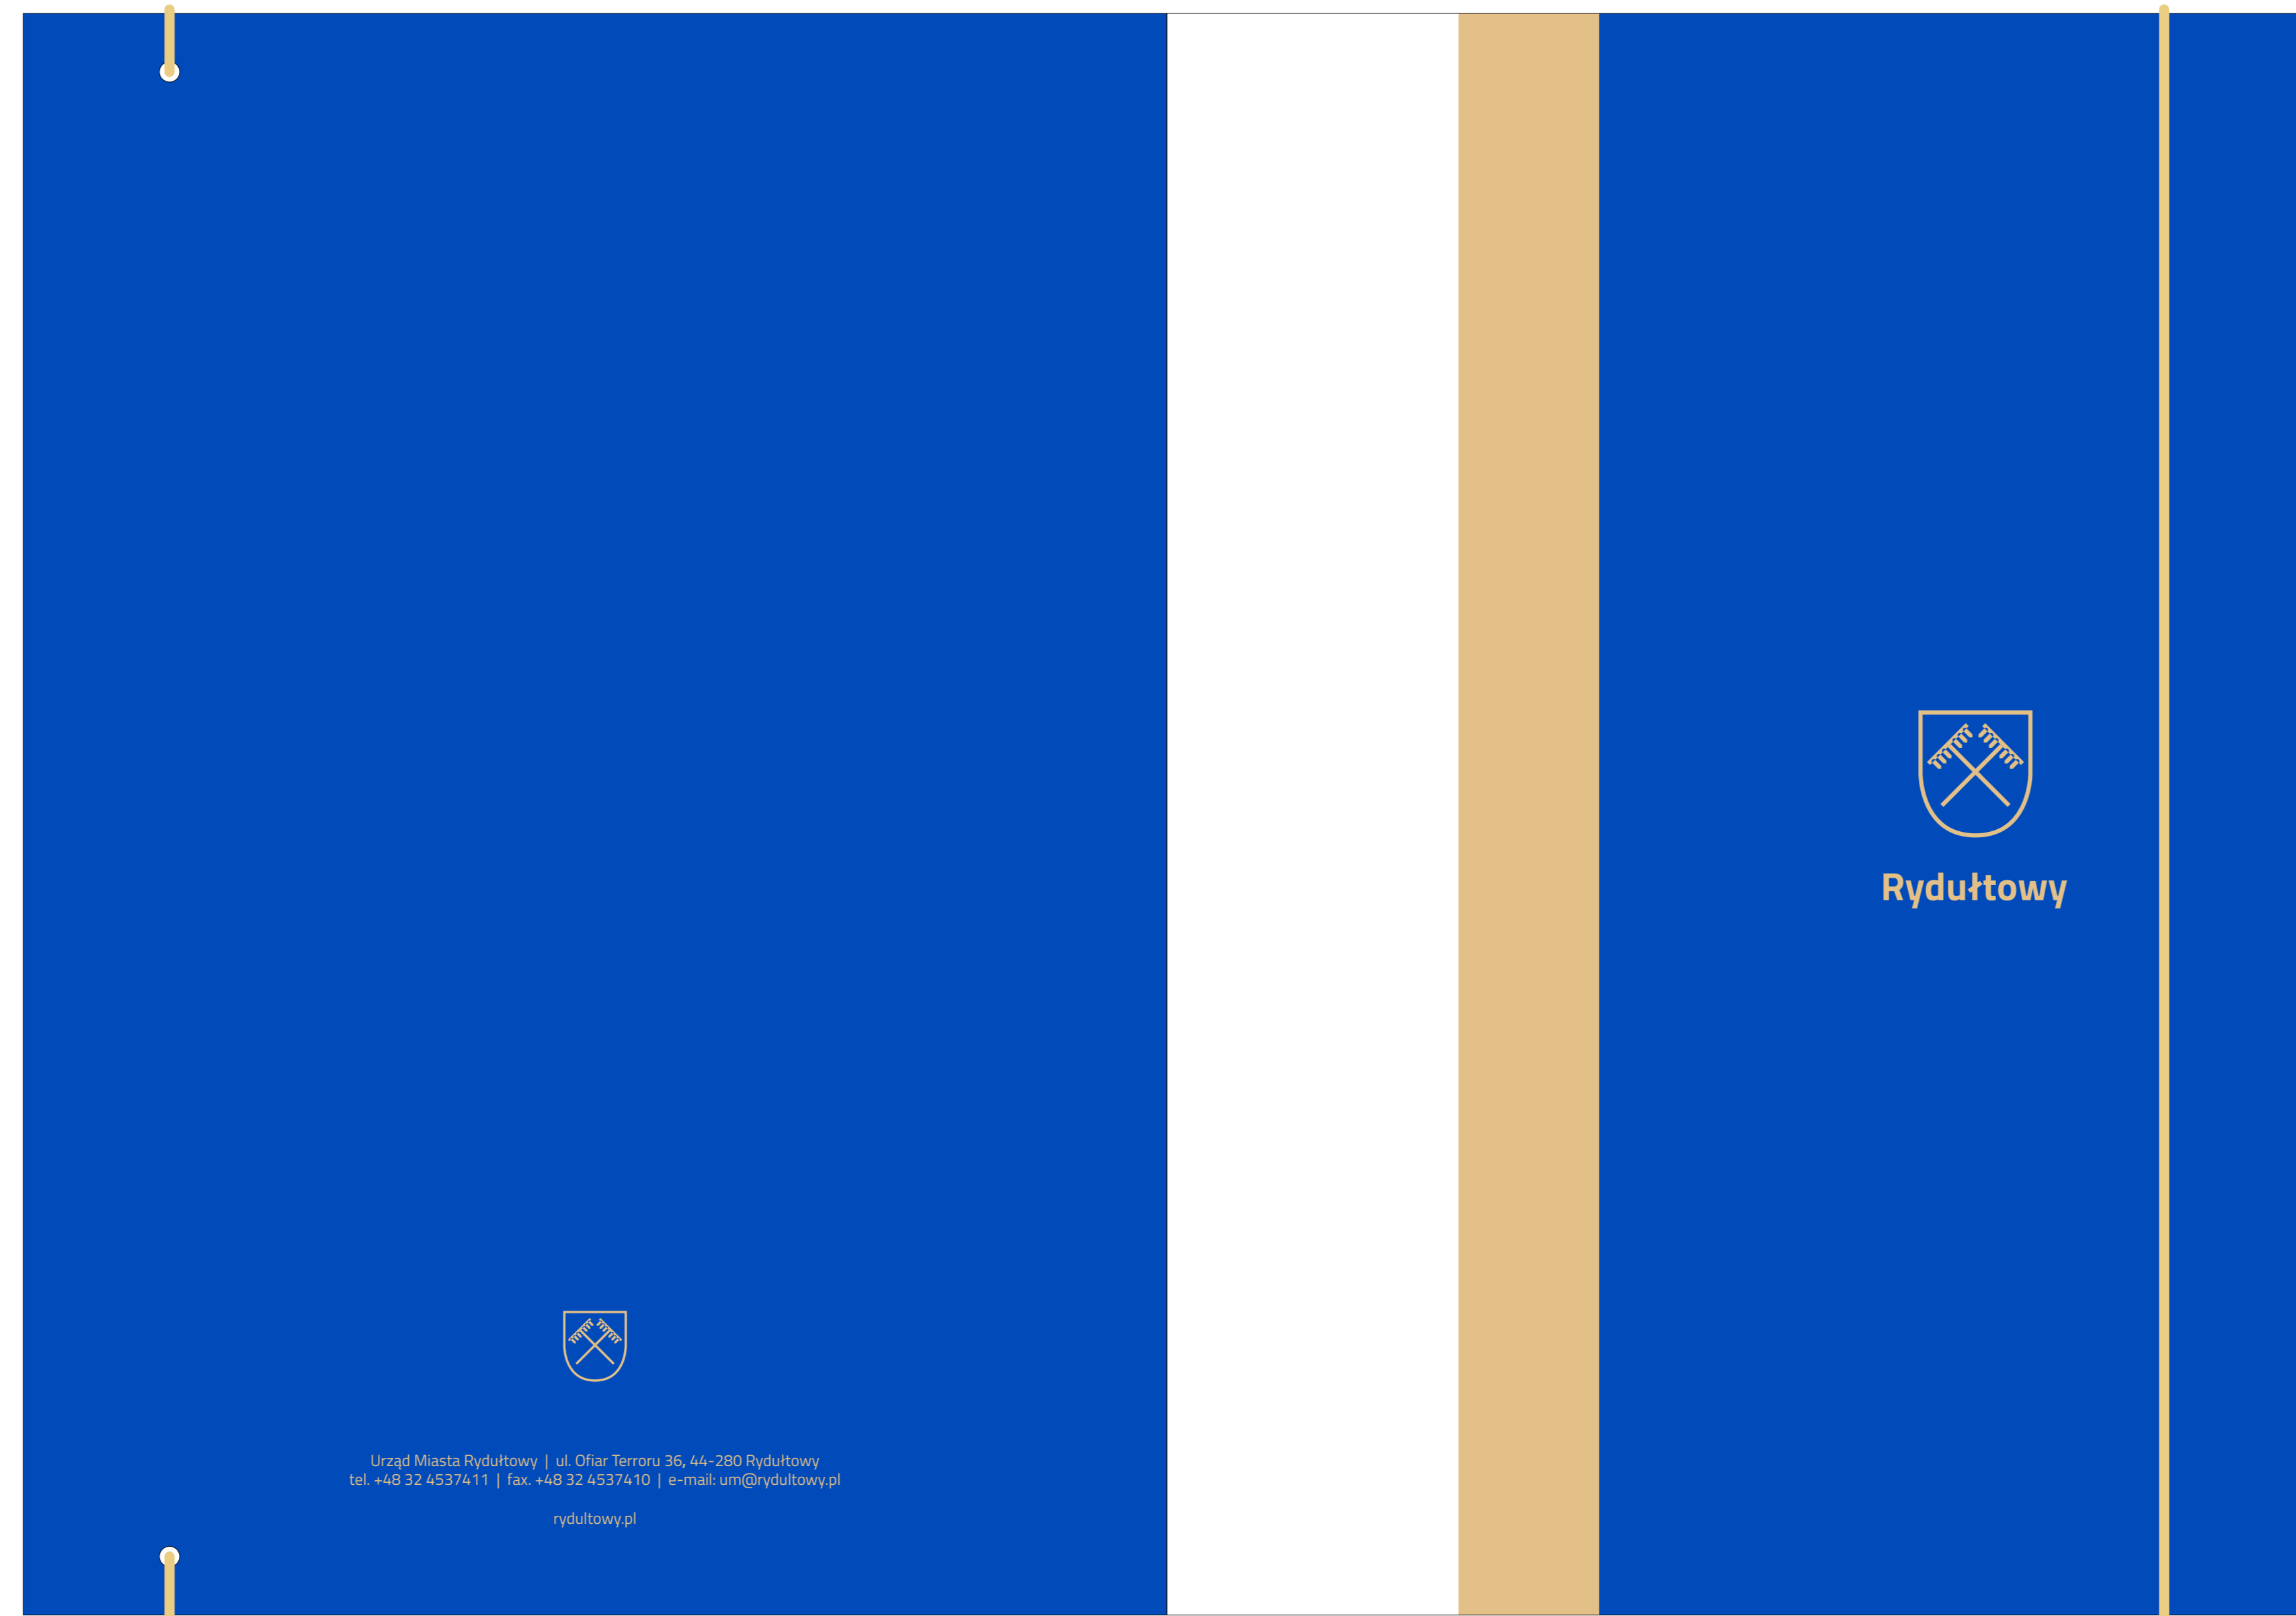 Rydułtowy
Urząd Miasta Rydułtowy | ul. Ofiar Terroru 36, 44-280 Rydułtowy
tel. +48 32 4537411 | fax. +48 32 4537410 | e-mail: um@rydultowy.pl
rydultowy.pl